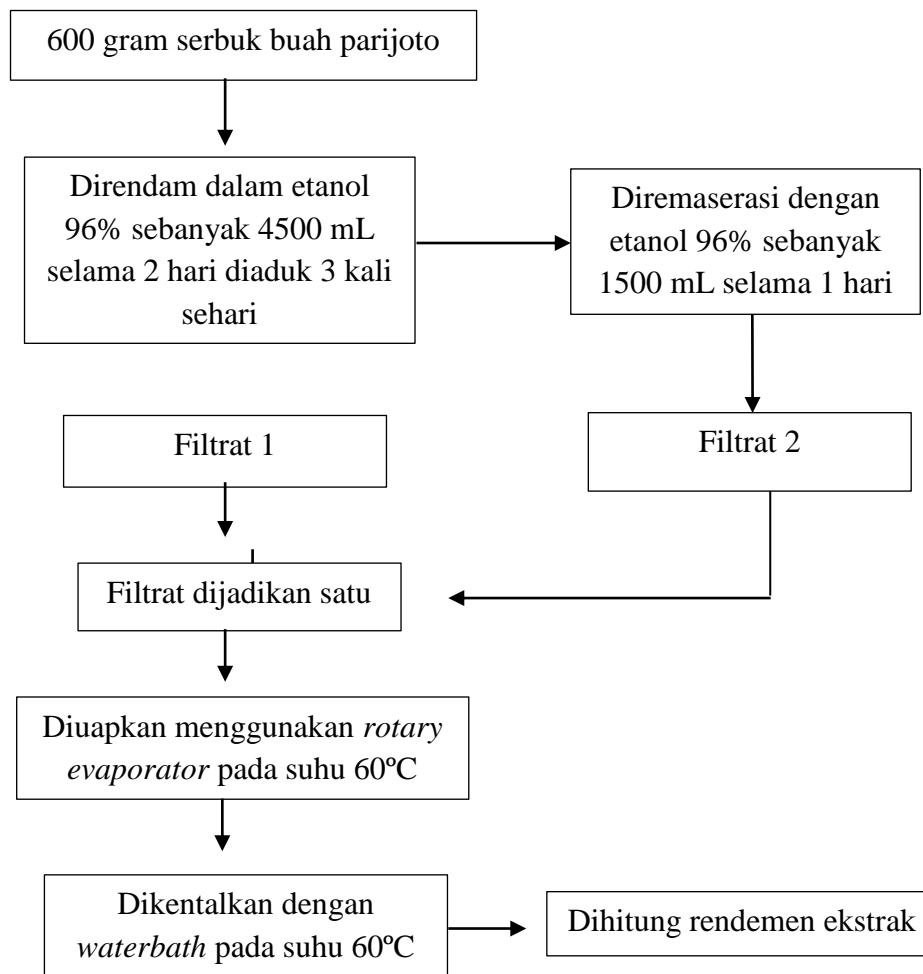 600 gram serbuk buah parijoto
Direndam dalam etanol
96% sebanyak 4500 mL
selama 2 hari diaduk 3 kali
sehari
Diremaserasi dengan
etanol 96% sebanyak
1500 mL selama 1 hari
Filtrat 1
Filtrat 2
Filtrat dijadikan satu
Diuapkan menggunakan rotary
evaporator pada suhu 60ºC
Dikentalkan dengan
waterbath pada suhu 60ºC
Dihitung rendemen ekstrak